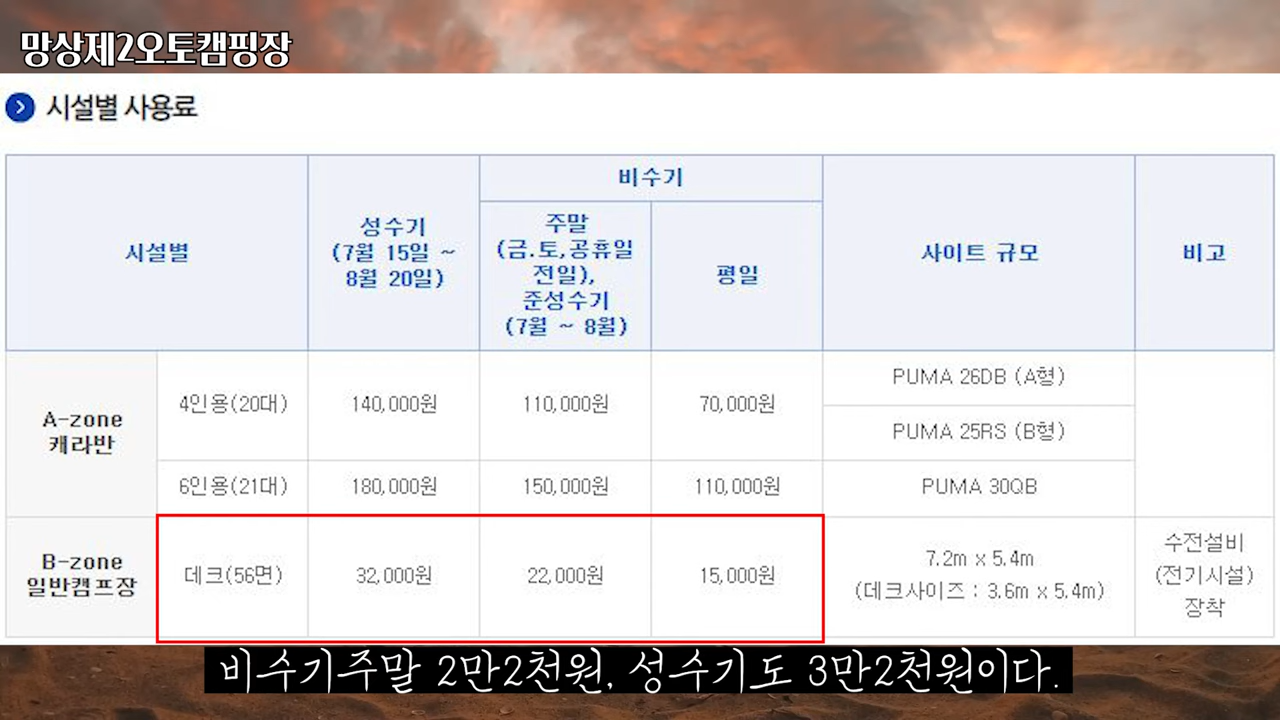 망상제2오토캠핑장
시설별 사용료
시설별
성수기
(7월 15일 ~
8월 20일)
비수기
주말
(금.토,공휴일
전일),
준성수기
(7월 ~ 8월)
평일
사이트 규모
비고
A-zone
캐라반
4인용(20대)
140,000원
110,000원
70,000원
PUMA 26DB (A형)
PUMA 25RS (B형)
6인용(21대)
180,000원
150,000원
110,000원
PUMA 30QB
B-zone
일반캠프장
데크(56면)
32,000원
22,000원
15,000원
7.2m x 5.4m
(데크사이즈 : 3.6m x 5.4m)
수전설비
(전기시설)
장착
비수기주말 2만2천원, 성수기도 3만2천원이다.